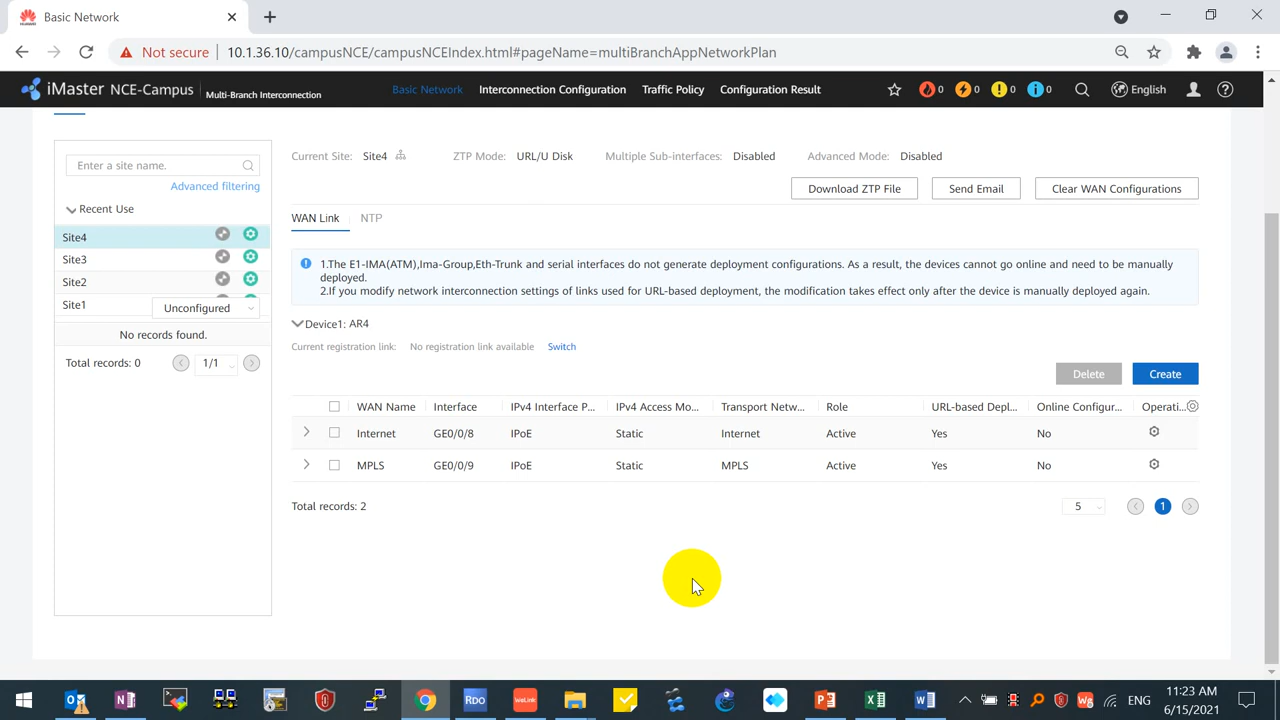 Basic Network
Not secure
10.1.36.10/campusNCE/campusNCEIndex.html#pageName=multiBranchAppNetworkPlan
iMaster NCE-Campus
Multi-Branch Interconnection
Basic Network
Interconnection Configuration
Traffic Policy
Configuration Result
0
0
0
0
English
Enter a site name.
Advanced filtering
Recent Use
Site4
Site3
Site2
Site1
Unconfigured
No records found.
Total records: 0
1/1
Current Site: Site4
ZTP Mode: URL/U Disk
Multiple Sub-interfaces: Disabled
Advanced Mode: Disabled
Download ZTP File
Send Email
Clear WAN Configurations
WAN Link
NTP
1.The E1-IMA(ATM),Ima-Group,Eth-Trunk and serial interfaces do not generate deployment configurations. As a result, the devices cannot go online and need to be manually
deployed.
2.If you modify network interconnection settings of links used for URL-based deployment, the modification takes effect only after the device is manually deployed again.
Device1: AR4
Current registration link: No registration link available Switch
Delete
Create
WAN Name Interface IPv4 Interface P... IPv4 Access Mo... Transport Netw... Role URL-based Depl... Online Configur... Operati...
Internet GE0/0/8 IPoE Static Internet Active Yes No
MPLS GE0/0/9 IPoE Static MPLS Active Yes No
Total records: 2
5
1
RDO
WeLink
ENG
11:23 AM
6/15/2021